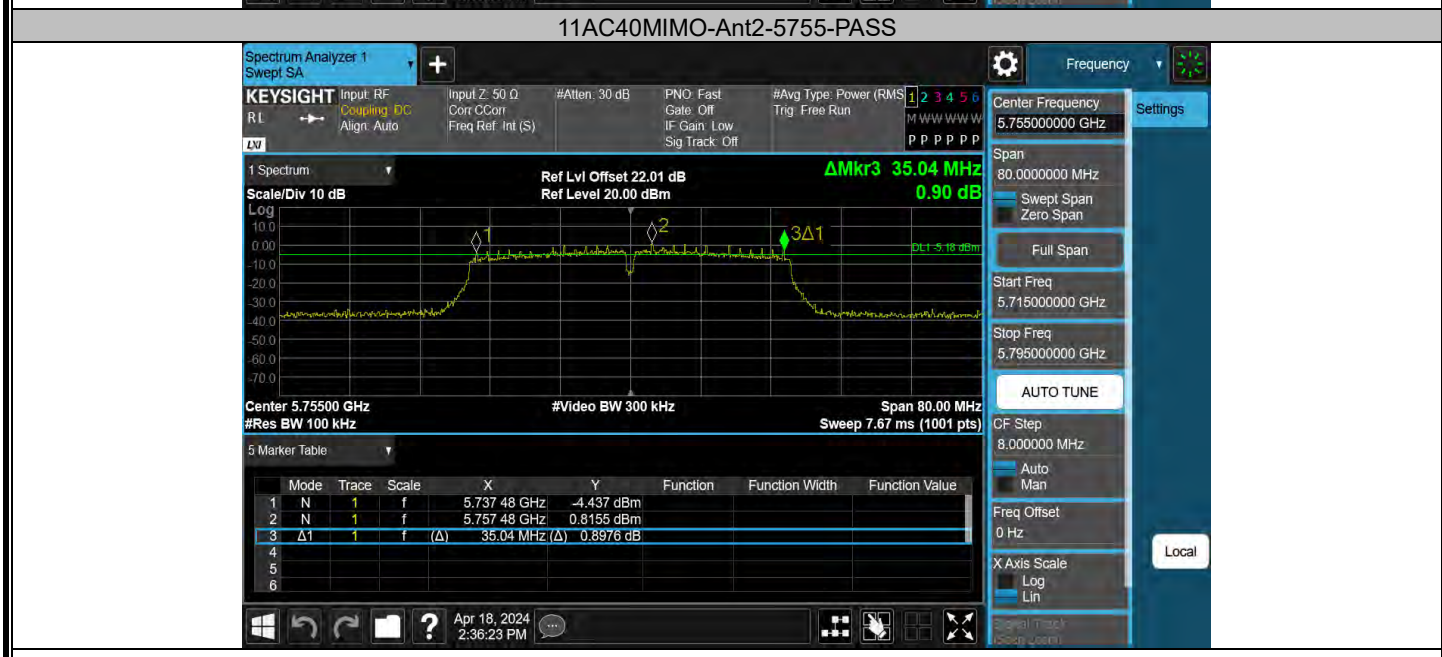 11AC40MIMO-Ant2-5755-PASS
Spectrum Analyzer 1
Swept SA
Frequency
KEYSIGHT
RL
LXI
Input: RF
Coupling: DC
Align: Auto
Input Z: 50 Ω
Corr CCorr
Freq Ref: Int (S)
#Atten: 30 dB
PNO: Fast
Gate: Off
IF Gain: Low
Sig Track: Off
#Avg Type: Power (RMS
Trig: Free Run
1 2 3 4 5 6
M WW WW W
P P P P P P
1 Spectrum
Scale/Div 10 dB
Ref Lvl Offset 22.01 dB
Ref Level 20.00 dBm
ΔMkr3 35.04 MHz
0.90 dB
Log
10.0
0.00
-10.0
-20.0
-30.0
-40.0
-50.0
-60.0
-70.0
1
2
3Δ1
DL1 -5.18 dBm
Center 5.75500 GHz
#Res BW 100 kHz
#Video BW 300 kHz
Span 80.00 MHz
Sweep 7.67 ms (1001 pts)
5 Marker Table
Mode Trace Scale X Y Function Function Width Function Value
1 N 1 f 5.737 48 GHz -4.437 dBm
2 N 1 f 5.757 48 GHz 0.8155 dBm
3 Δ1 1 f (Δ) 35.04 MHz (Δ) 0.8976 dB
4
5
6
Apr 18, 2024
2:36:23 PM
Center Frequency
5.755000000 GHz
Span
80.0000000 MHz
Swept Span
Zero Span
Full Span
Start Freq
5.715000000 GHz
Stop Freq
5.795000000 GHz
AUTO TUNE
CF Step
8.000000 MHz
Auto
Man
Freq Offset
0 Hz
X Axis Scale
Log
Lin
Signal Track
(Span Zoom)
Settings
Local